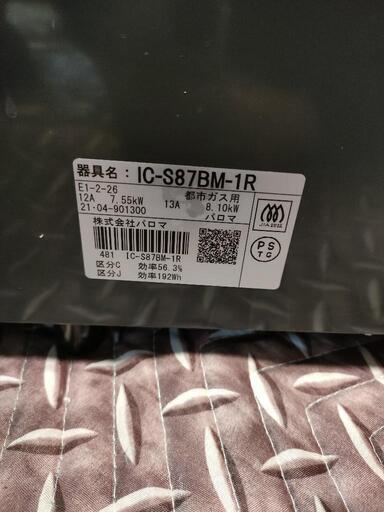 器具名：IC-S87BM-1R
E1-2-26 都市ガス用
12A 7.55kW 13A 8.10kW
21・04-901300 パロマ
株式会社パロマ
481 IC-S87BM-1R
区分C 効率56.3%
区分J 効率192Wh
JIA
PS
TG